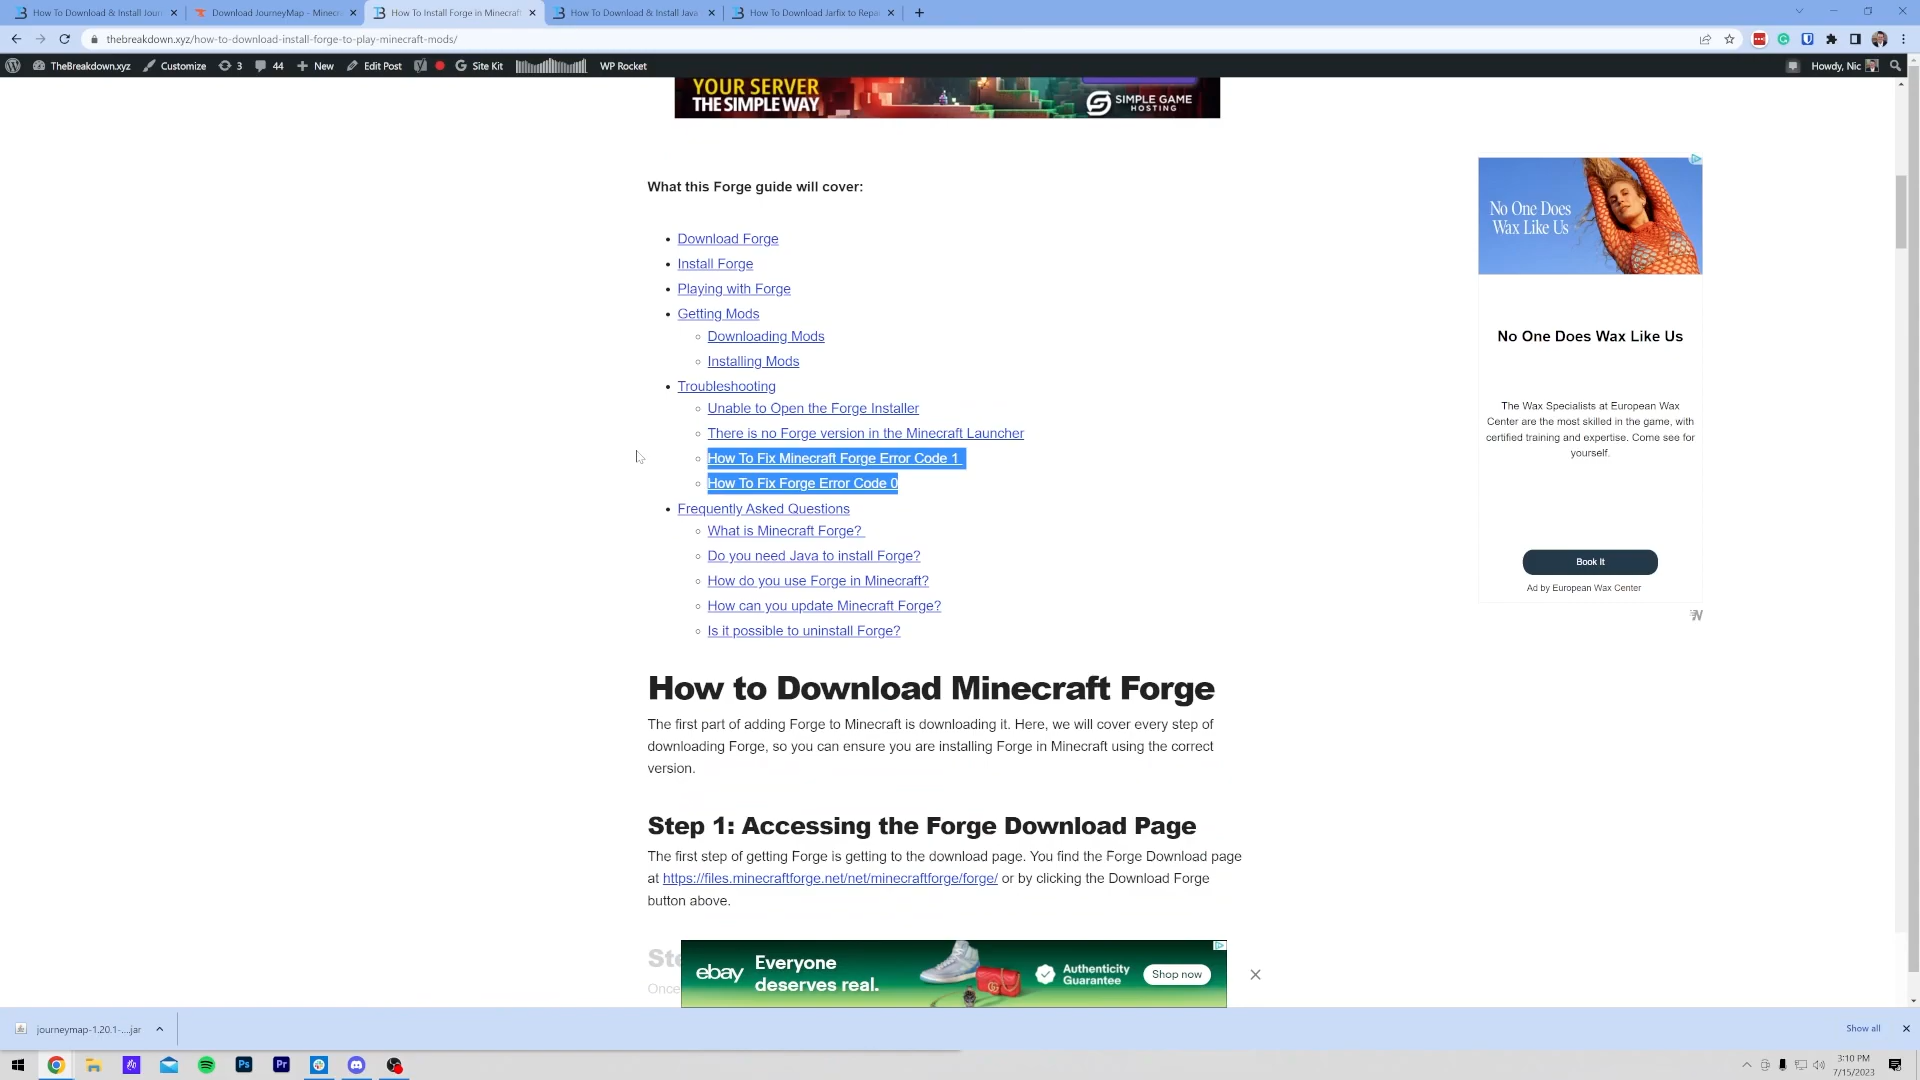 How To Download & Install Jour
Download JourneyMap - Minecr
How To Install Forge in Minecraft
How To Download & Install Java
How To Download Jarfix to Repai
thebreakdown.xyz/how-to-download-install-forge-to-play-minecraft-mods/
TheBreakdown.xyz
Customize
3
44
New
Edit Post
Site Kit
WP Rocket
Howdy, Nic
YOUR SERVER
THE SIMPLE WAY
SIMPLE GAME
HOSTING
What this Forge guide will cover:
Download Forge
Install Forge
Playing with Forge
Getting Mods
Downloading Mods
Installing Mods
Troubleshooting
Unable to Open the Forge Installer
There is no Forge version in the Minecraft Launcher
How To Fix Minecraft Forge Error Code 1
How To Fix Forge Error Code 0
Frequently Asked Questions
What is Minecraft Forge?
Do you need Java to install Forge?
How do you use Forge in Minecraft?
How can you update Minecraft Forge?
Is it possible to uninstall Forge?
No One Does
Wax Like Us
No One Does Wax Like Us
The Wax Specialists at European Wax
Center are the most skilled in the game, with
certified training and expertise. Come see for
yourself.
Book It
Ad by European Wax Center
How to Download Minecraft Forge
The first part of adding Forge to Minecraft is downloading it. Here, we will cover every step of
downloading Forge, so you can ensure you are installing Forge in Minecraft using the correct
version.
Step 1: Accessing the Forge Download Page
The first step of getting Forge is getting to the download page. You find the Forge Download page
at https://files.minecraftforge.net/net/minecraftforge/forge/ or by clicking the Download Forge
button above.
Once
ebay
Everyone
deserves real.
Authenticity
Guarantee
Shop now
journeymap-1.20.1-....jar
Show all
Ps
Pr
3:10 PM
7/15/2023